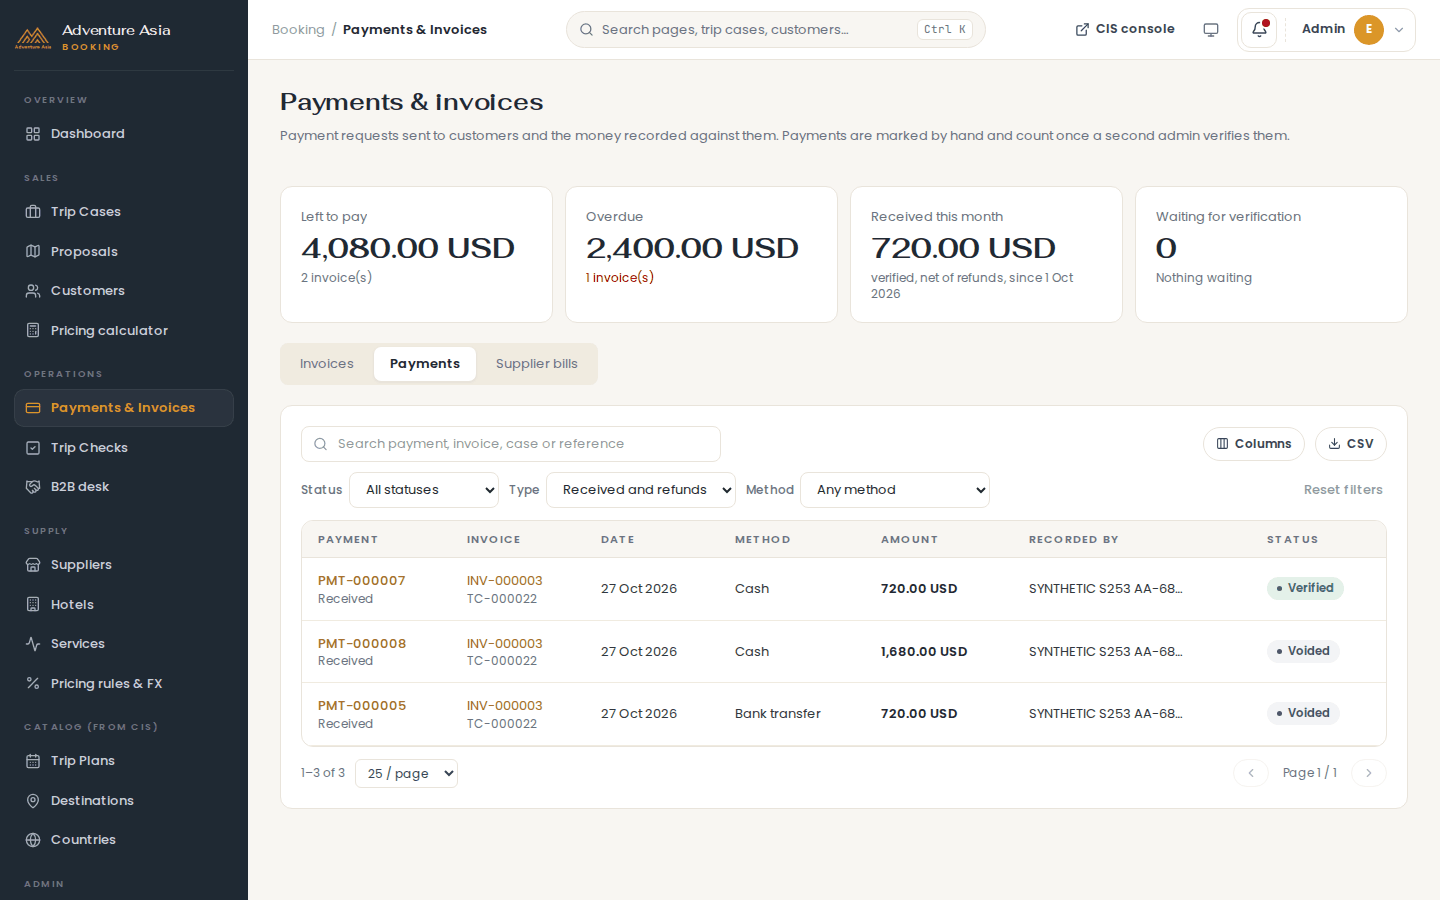 Adventure Asia
Adventure Asia
BOOKING
OVERVIEW
Dashboard
SALES
Trip Cases
Proposals
Customers
Pricing calculator
OPERATIONS
Payments & Invoices
Trip Checks
B2B desk
SUPPLY
Suppliers
Hotels
Services
Pricing rules & FX
CATALOG (FROM CIS)
Trip Plans
Destinations
Countries
ADMIN
Booking / Payments & Invoices
Search pages, trip cases, customers...
Ctrl K
CIS console
Admin
E
Payments & invoices
Payment requests sent to customers and the money recorded against them. Payments are marked by hand and count once a second admin verifies them.
Left to pay
4,080.00 USD
2 invoice(s)
Overdue
2,400.00 USD
1 invoice(s)
Received this month
720.00 USD
verified, net of refunds, since 1 Oct
2026
Waiting for verification
0
Nothing waiting
Invoices Payments Supplier bills
Search payment, invoice, case or reference
Columns CSV
Status All statuses Type Received and refunds Method Any method Reset filters
PAYMENT INVOICE DATE METHOD AMOUNT RECORDED BY STATUS
PMT-000007 INV-000003 27 Oct 2026 Cash 720.00 USD SYNTHETIC S253 AA-68... Verified
Received TC-000022
PMT-000008 INV-000003 27 Oct 2026 Cash 1,680.00 USD SYNTHETIC S253 AA-68... Voided
Received TC-000022
PMT-000005 INV-000003 27 Oct 2026 Bank transfer 720.00 USD SYNTHETIC S253 AA-68... Voided
Received TC-000022
1–3 of 3 25 / page Page 1 / 1